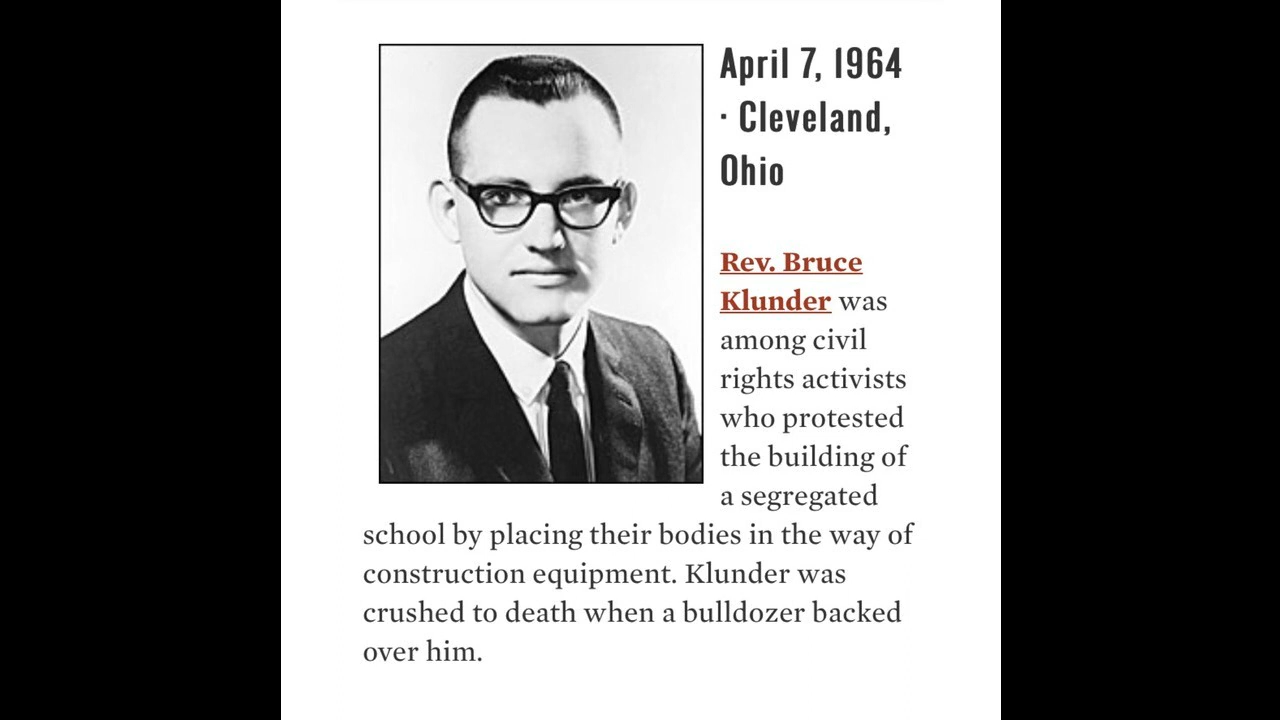 April 7, 1964
· Cleveland,
Ohio
Rev. Bruce
Klunder was
among civil
rights activists
who protested
the building of
a segregated
school by placing their bodies in the way of
construction equipment. Klunder was
crushed to death when a bulldozer backed
over him.